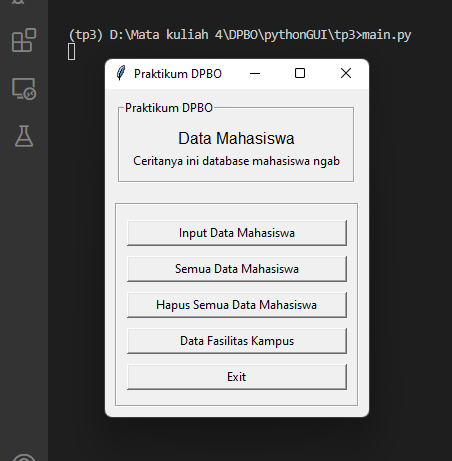 (tp3) D:\Mata kuliah 4\DPBO\pythonGUI\tp3>main.py
Praktikum DPBO
Praktikum DPBO
Data Mahasiswa
Ceritanya ini database mahasiswa ngab
Input Data Mahasiswa
Semua Data Mahasiswa
Hapus Semua Data Mahasiswa
Data Fasilitas Kampus
Exit